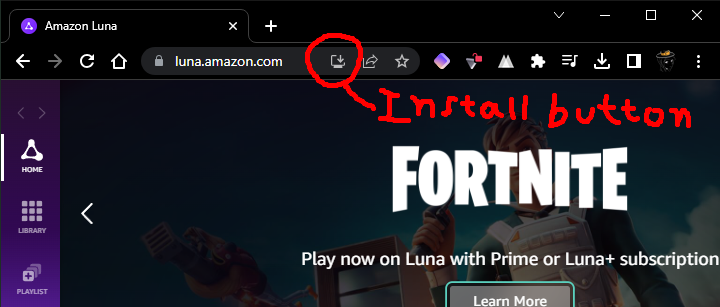 Amazon Luna
luna.amazon.com
Install button
HOME
FORTNITE
LIBRARY
Play now on Luna with Prime or Luna+ subscription
PLAYLIST
Learn More